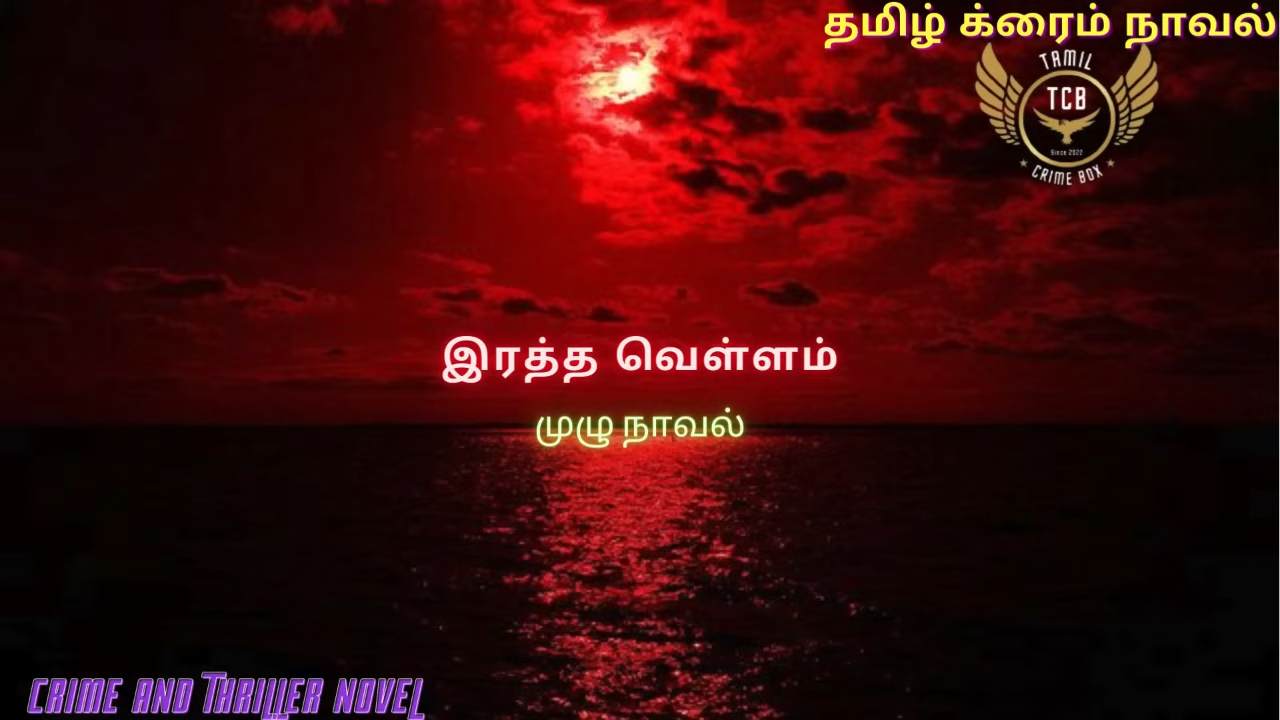 தமிழ் க்ரைம் நாவல்
TAMIL
TCB
Since 2022
CRIME BOX
இரத்த வெள்ளம்
முழு நாவல்
CRIME AND THRILLER NOVEL